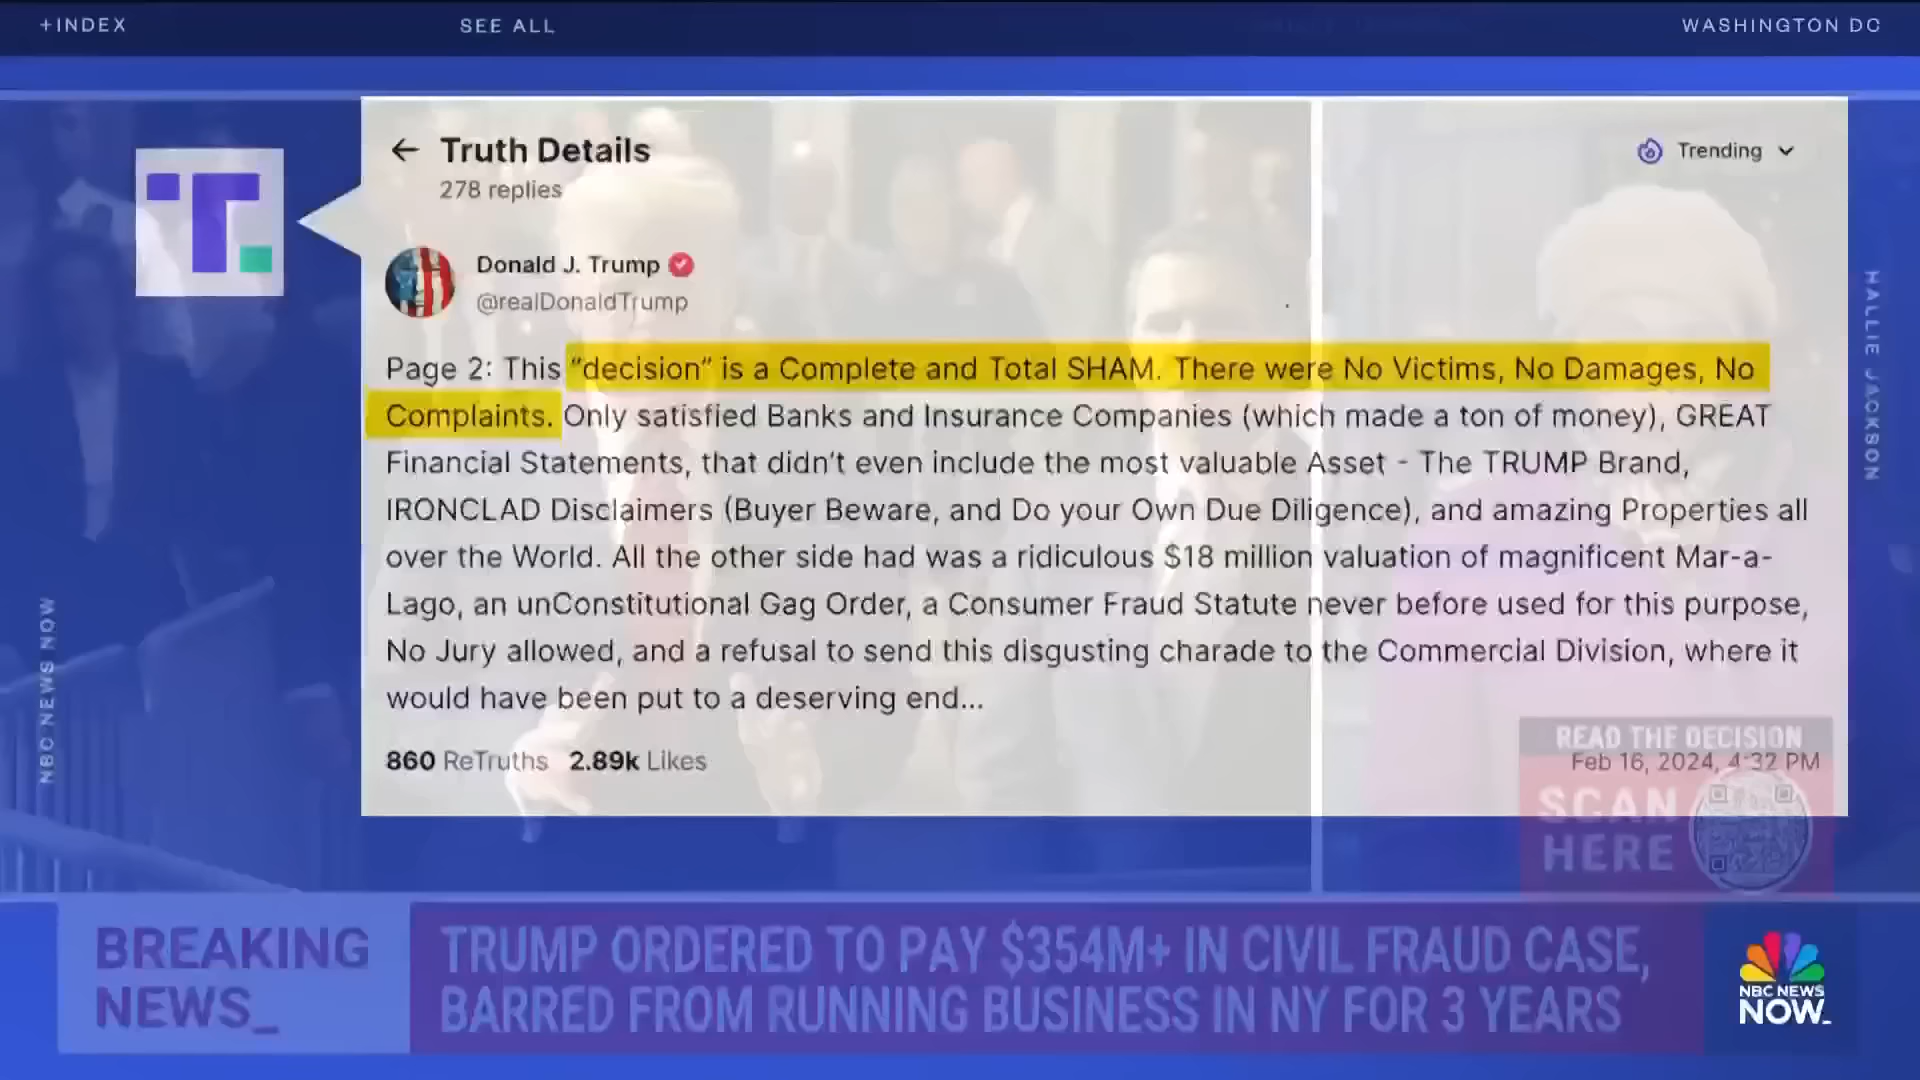 +INDEX
SEE ALL
WASHINGTON DC
Truth Details
278 replies
Trending
Donald J. Trump
@realDonaldTrump
Page 2: This “decision” is a Complete and Total SHAM. There were No Victims, No Damages, No
Complaints. Only satisfied Banks and Insurance Companies (which made a ton of money), GREAT
Financial Statements, that didn’t even include the most valuable Asset - The TRUMP Brand,
IRONCLAD Disclaimers (Buyer Beware, and Do your Own Due Diligence), and amazing Properties all
over the World. All the other side had was a ridiculous $18 million valuation of magnificent Mar-a-
Lago, an unConstitutional Gag Order, a Consumer Fraud Statute never before used for this purpose,
No Jury allowed, and a refusal to send this disgusting charade to the Commercial Division, where it
would have been put to a deserving end...
860 ReTruths 2.89k Likes
Feb 16, 2024, 4:32 PM
READ THE DECISION
SCAN
HERE
HALLIE JACKSON
NBC NEWS NOW
BREAKING
NEWS_
TRUMP ORDERED TO PAY $354M+ IN CIVIL FRAUD CASE,
BARRED FROM RUNNING BUSINESS IN NY FOR 3 YEARS
NBC NEWS
NOW_